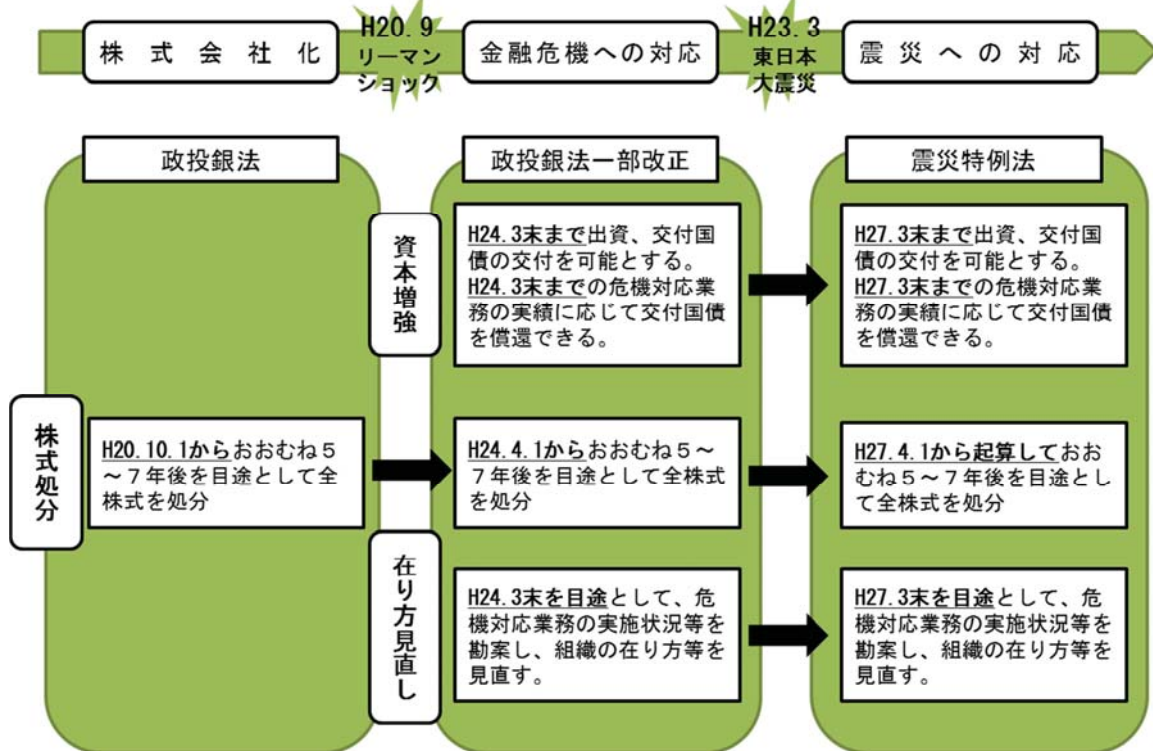 株式会社化
H20.9
リーマン
ショック
金融危機への対応
H23.3
東日本
大震災
震災への対応
政投銀法
政投銀法一部改正
震災特例法
資本増強
H24.3末まで出資、交付国
債の交付を可能とする。
H24.3末までの危機対応業
務の実績に応じて交付国債
を償還できる。
H27.3末まで出資、交付国
債の交付を可能とする。
H27.3末までの危機対応業
務の実績に応じて交付国債
を償還できる。
株式処分
H20.10.1からおおむね5
~7年後を目途として全
株式を処分
H24.4.1からおおむね5~
7年後を目途として全株式
を処分
H27.4.1から起算しておお
むね5~7年後を目途とし
て全株式を処分
在り方見直し
H24.3末を目途として、危
機対応業務の実施状況等を
勘案し、組織の在り方等を
見直す。
H27.3末を目途として、危
機対応業務の実施状況等を
勘案し、組織の在り方等を
見直す。